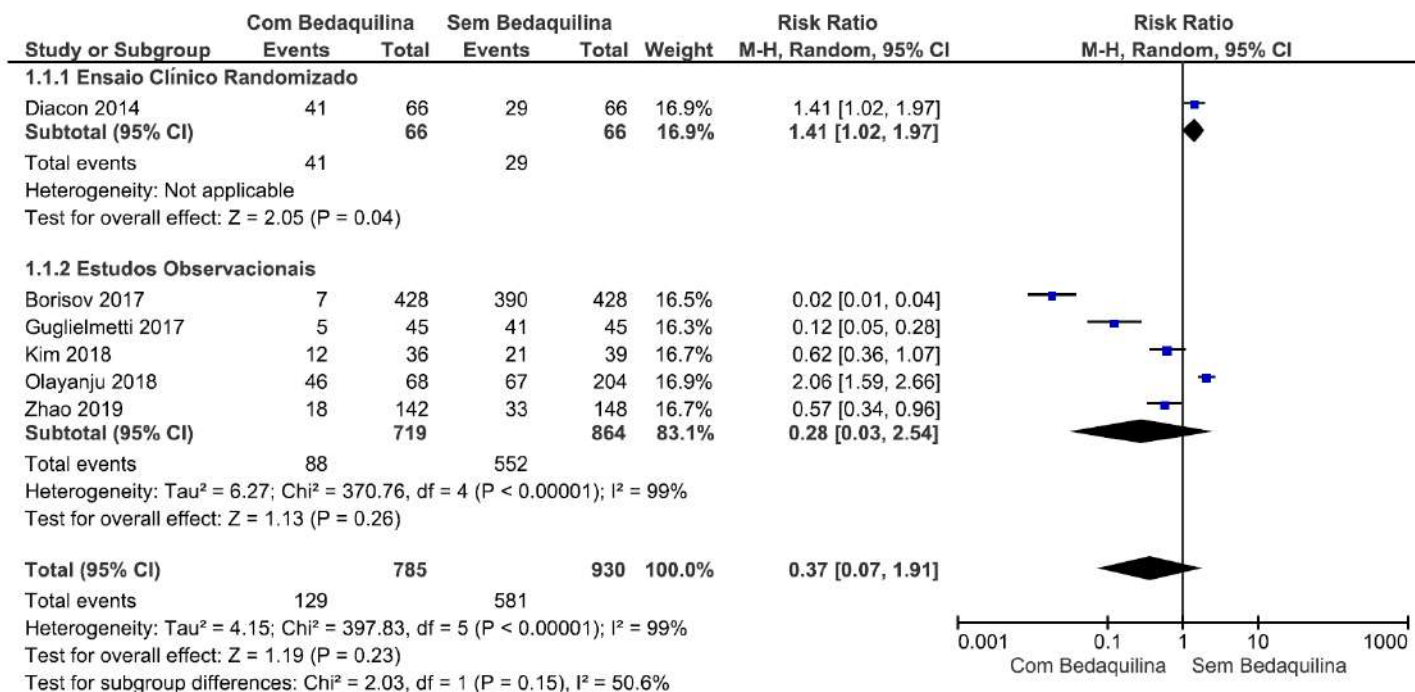 Com Bedaquilina Sem Bedaquilina Risk Ratio Risk Ratio
Study or Subgroup Events Total Events Total Weight M-H, Random, 95% CI M-H, Random, 95% CI
1.1.1 Ensaio Clínico Randomizado
Diacon 2014 41 66 29 66 16.9% 1.41 [1.02, 1.97]
Subtotal (95% CI) 66 66 16.9% 1.41 [1.02, 1.97]
Total events 41 29
Heterogeneity: Not applicable
Test for overall effect: Z = 2.05 (P = 0.04)
1.1.2 Estudos Observacionais
Borisov 2017 7 428 390 428 16.5% 0.02 [0.01, 0.04]
Guglielmetti 2017 5 45 41 45 16.3% 0.12 [0.05, 0.28]
Kim 2018 12 36 21 39 16.7% 0.62 [0.36, 1.07]
Olayanju 2018 46 68 67 204 16.9% 2.06 [1.59, 2.66]
Zhao 2019 18 142 33 148 16.7% 0.57 [0.34, 0.96]
Subtotal (95% CI) 719 864 83.1% 0.28 [0.03, 2.54]
Total events 88 552
Heterogeneity: Tau² = 6.27; Chi² = 370.76, df = 4 (P < 0.00001); I² = 99%
Test for overall effect: Z = 1.13 (P = 0.26)
Total (95% CI) 785 930 100.0% 0.37 [0.07, 1.91]
Total events 129 581
Heterogeneity: Tau² = 4.15; Chi² = 397.83, df = 5 (P < 0.00001); I² = 99%
Test for overall effect: Z = 1.19 (P = 0.23)
Test for subgroup differences: Chi² = 2.03, df = 1 (P = 0.15), I² = 50.6%
0.001 0.1 1 10 1000
Com Bedaquilina Sem Bedaquilina